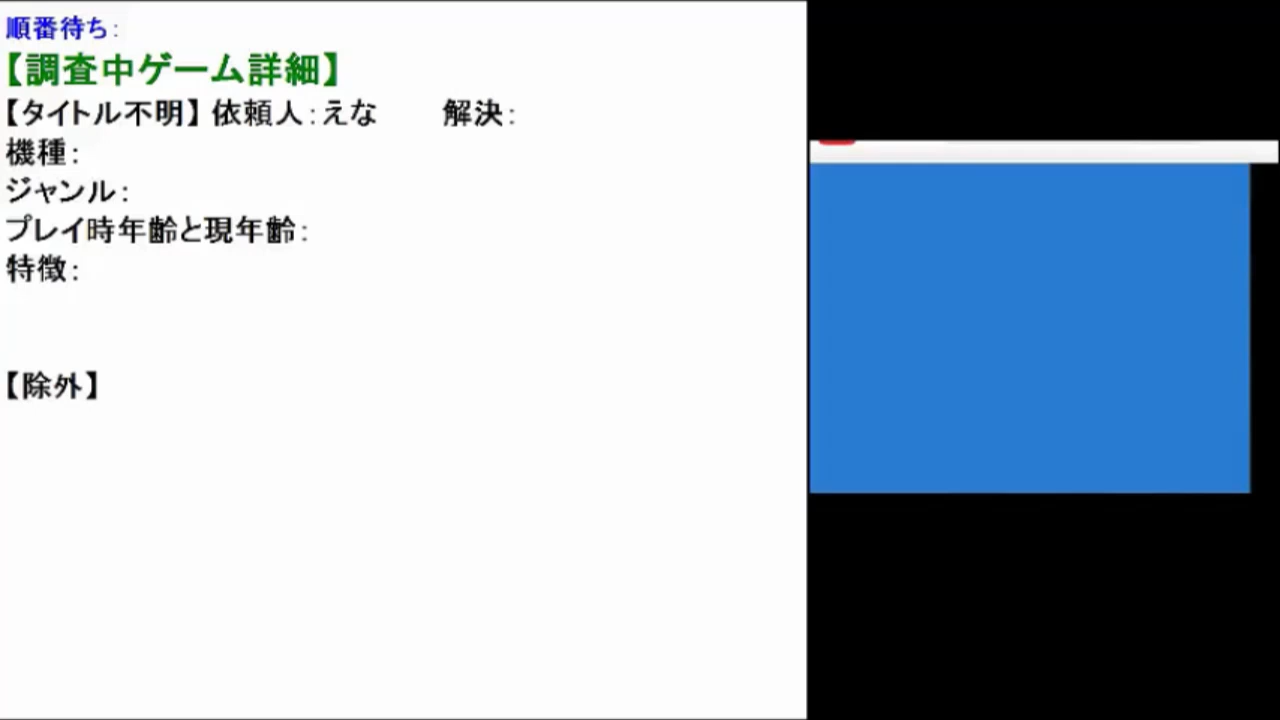 順番待ち:
【調査中ゲーム詳細】
【タイトル不明】依頼人:えな　　解決:
機種:
ジャンル:
プレイ時年齢と現年齢:
特徴:
【除外】